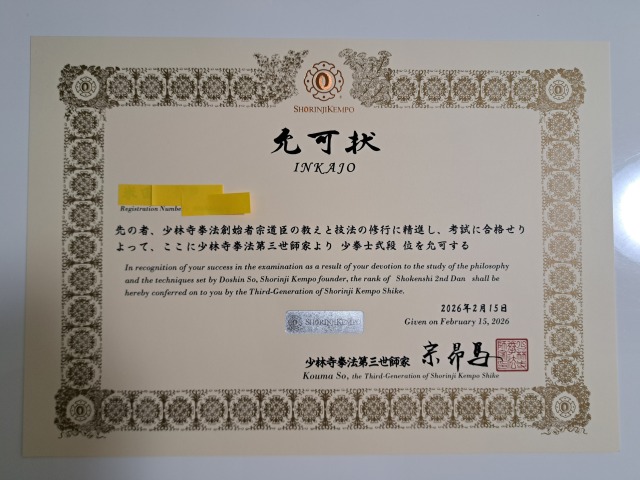 SHORINJI KEMPO
允可状
INKAJO
Registration Numbe
先の者、少林寺拳法創始者宗道臣の教えと技法の修行に精進し、考試に合格せり
よって、ここに少林寺拳法第三世師家より 少拳士弐段 位を允可する
In recognition of your success in the examination as a result of your devotion to the study of the philosophy
and the techniques set by Doshin So, Shorinji Kempo founder, the rank of Shokenshi 2nd Dan shall be
hereby conferred on to you by the Third-Generation of Shorinji Kempo Shike.
2026年2月15日
Given on February 15, 2026
SHORINJI KEMPO
少林寺拳法第三世師家 宗昂馬
Kouma So, the Third-Generation of Shorinji Kempo Shike